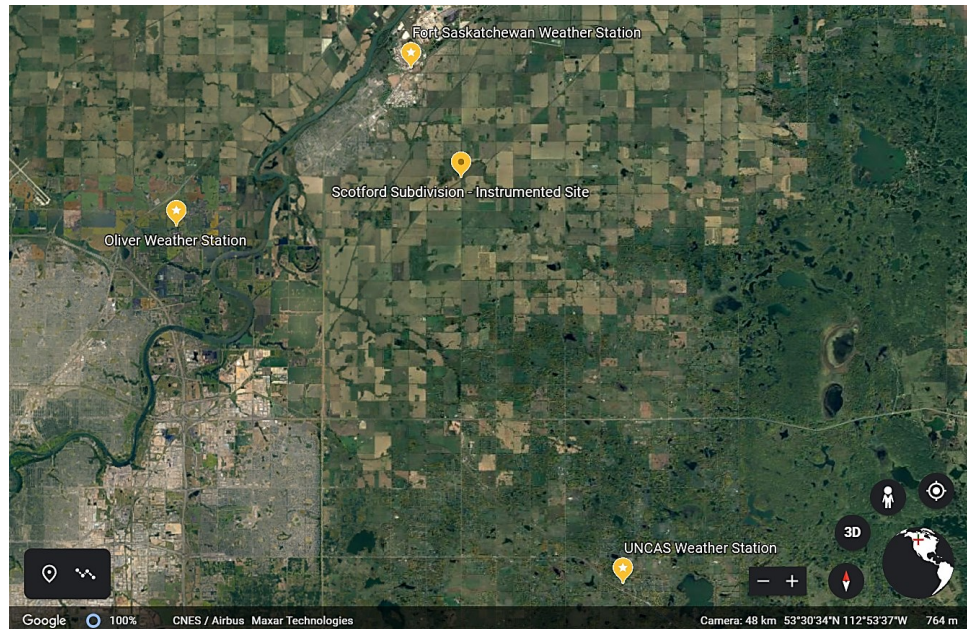 Fort Saskatchewan Weather Station
Scotford Subdivision - Instrumented Site
Oliver Weather Station
UNCAS Weather Station
3D
Google 100% CNES / Airbus Maxar Technologies Camera: 48 km 53°30'34"N 112°53'37"W 764 m